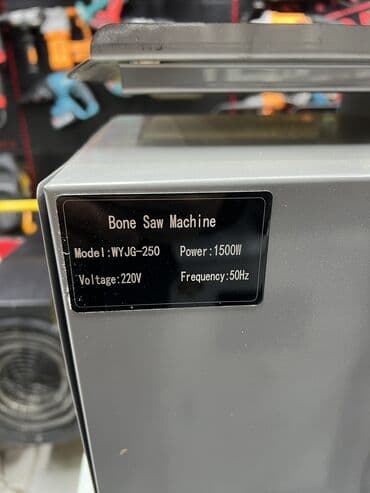 Bone Saw Machine
Model:WYJG-250 Power:1500W
Voltage:220V Frequency:50Hz